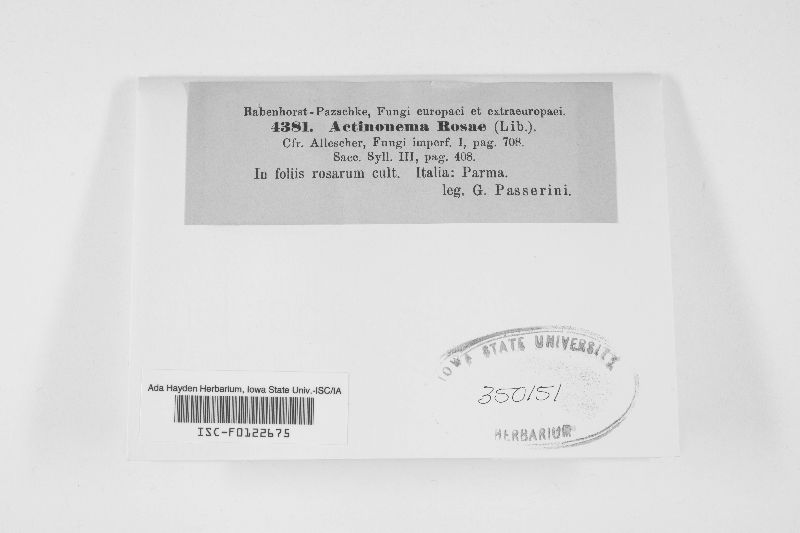 Rabenhorst-Pazschke, Fungi europaei et extraeuropaei.
4381. Actinonema Rosae (Lib.).
Cfr. Allescher, Fungi imperf. I, pag. 708.
Sacc. Syll. III, pag. 408.
In foliis rosarum cult. Italia: Parma.
leg. G. Passerini.
IOWA STATE UNIVERSITY
350151
HERBARIUM
Ada Hayden Herbarium, Iowa State Univ.-ISC/IA
ISC-F0122675